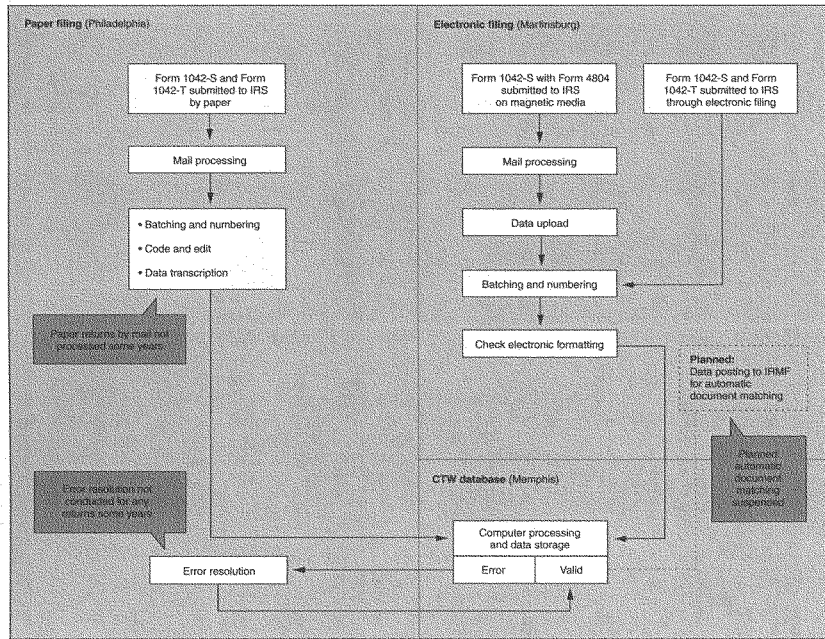 Paper filing (Philadelphia)
Form 1042-S and Form
1042-T submitted to IRS
by paper
Mail processing
• Batching and numbering
• Code and edit
• Data transcription
Paper returns by mail not
processed some years
Error resolution not
conducted for any
returns some years
Error resolution
Electronic filing (Martinsburg)
Form 1042-S with Form 4804
submitted to IRS
on magnetic media
Form 1042-S and Form
1042-T submitted to IRS
through electronic filing
Mail processing
Data upload
Batching and numbering
Check electronic formatting
Planned:
Data posting to IRMF
for automatic
document matching
Planned
automatic
document
matching
suspended
CTW database (Memphis)
Computer processing
and data storage
Error
Valid